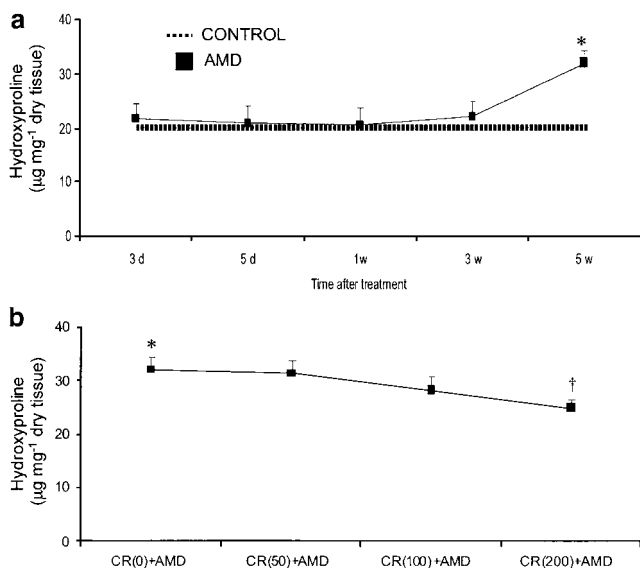 a
CONTROL
AMD
Hydroxyproline
(µg mg⁻¹ dry tissue)
40
30
20
10
0
*
3 d
5 d
1w
3 w
5 w
Time after treatment
b
Hydroxyproline
(µg mg⁻¹ dry tissue)
40
30
20
10
0
*
†
CR(0)+AMD
CR(50)+AMD
CR(100)+AMD
CR(200)+AMD